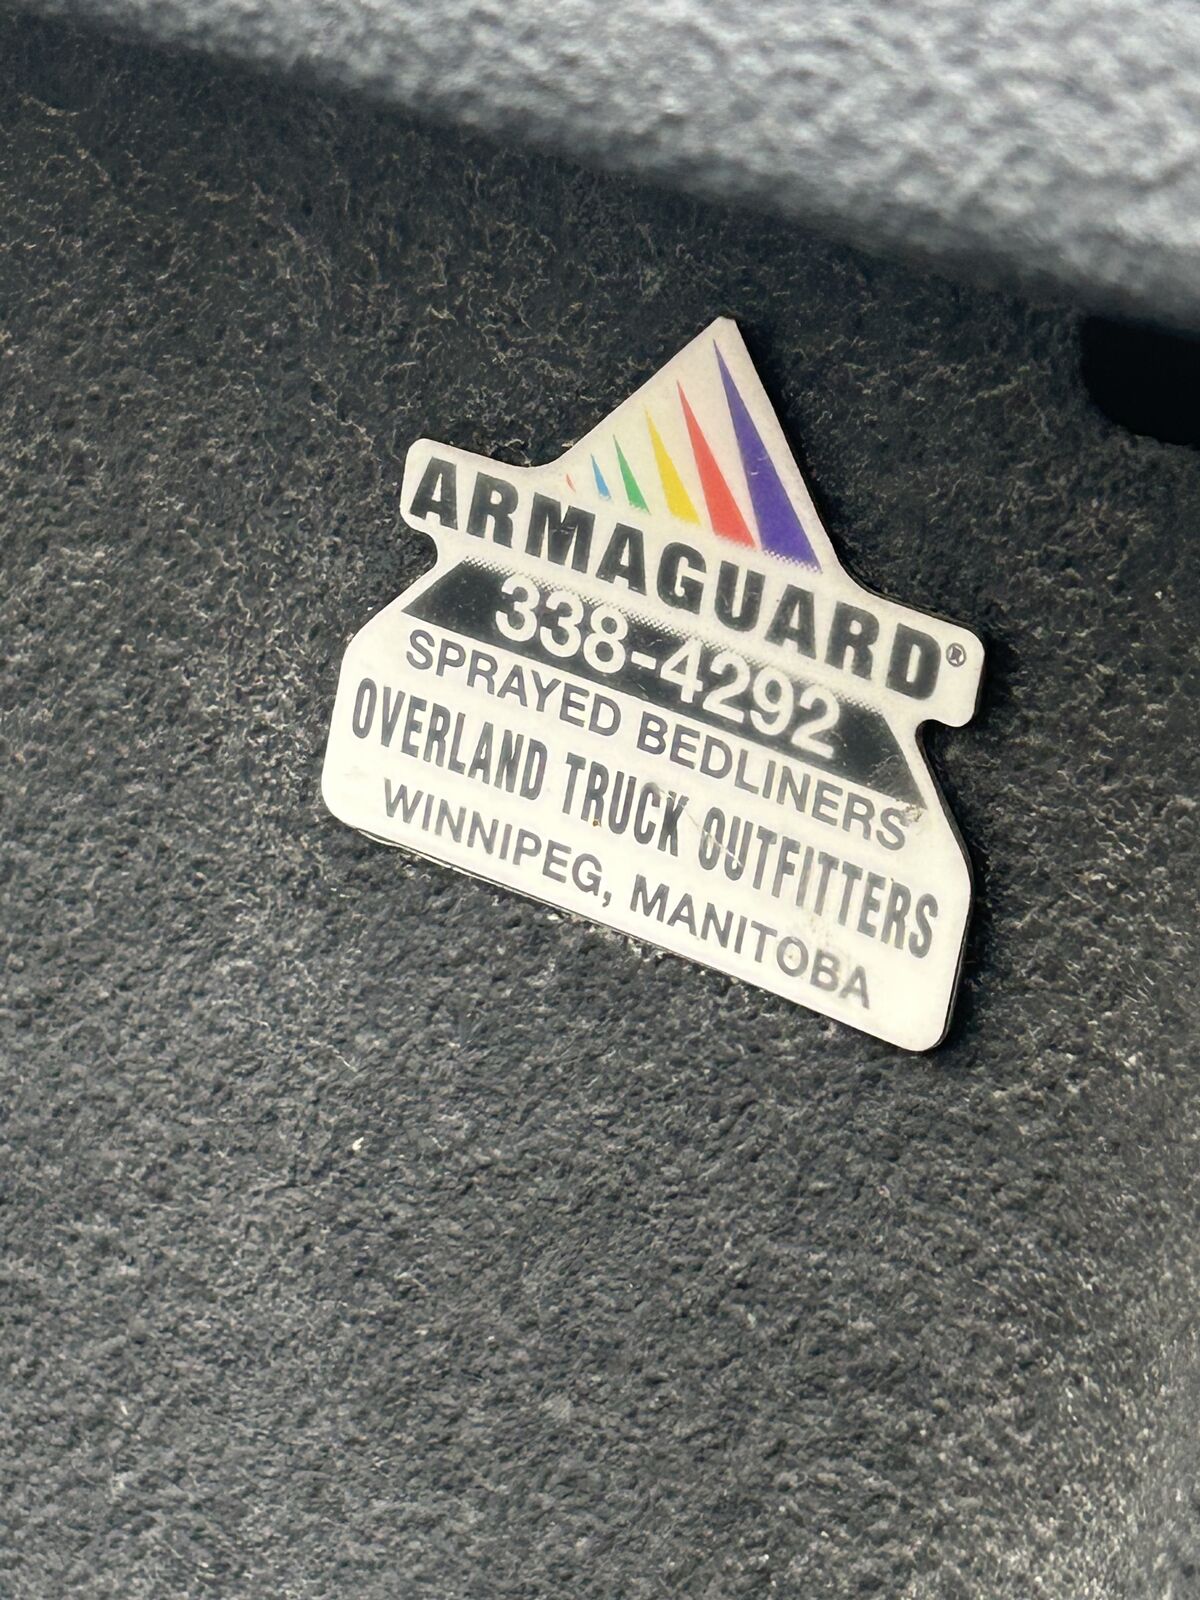 ARMAGUARD®
338-4292
SPRAYED BEDLINERS
OVERLAND TRUCK OUTFITTERS
WINNIPEG, MANITOBA